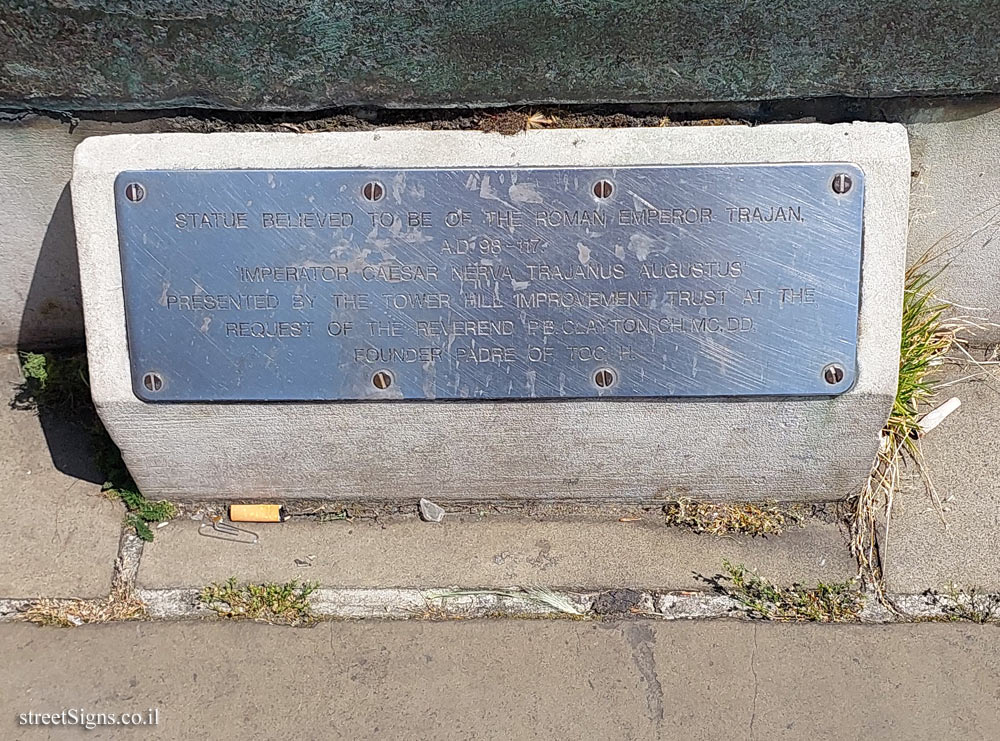 STATUE BELIEVED TO BE OF THE ROMAN EMPEROR TRAJAN,
A.D 98-117
'IMPERATOR CAESAR NERVA TRAJANUS AUGUSTUS'
PRESENTED BY THE TOWER HILL IMPROVEMENT TRUST AT THE
REQUEST OF THE REVEREND P.B. CLAYTON, CH, MC, DD,
FOUNDER PADRE OF TOC H.
streetSigns.co.il